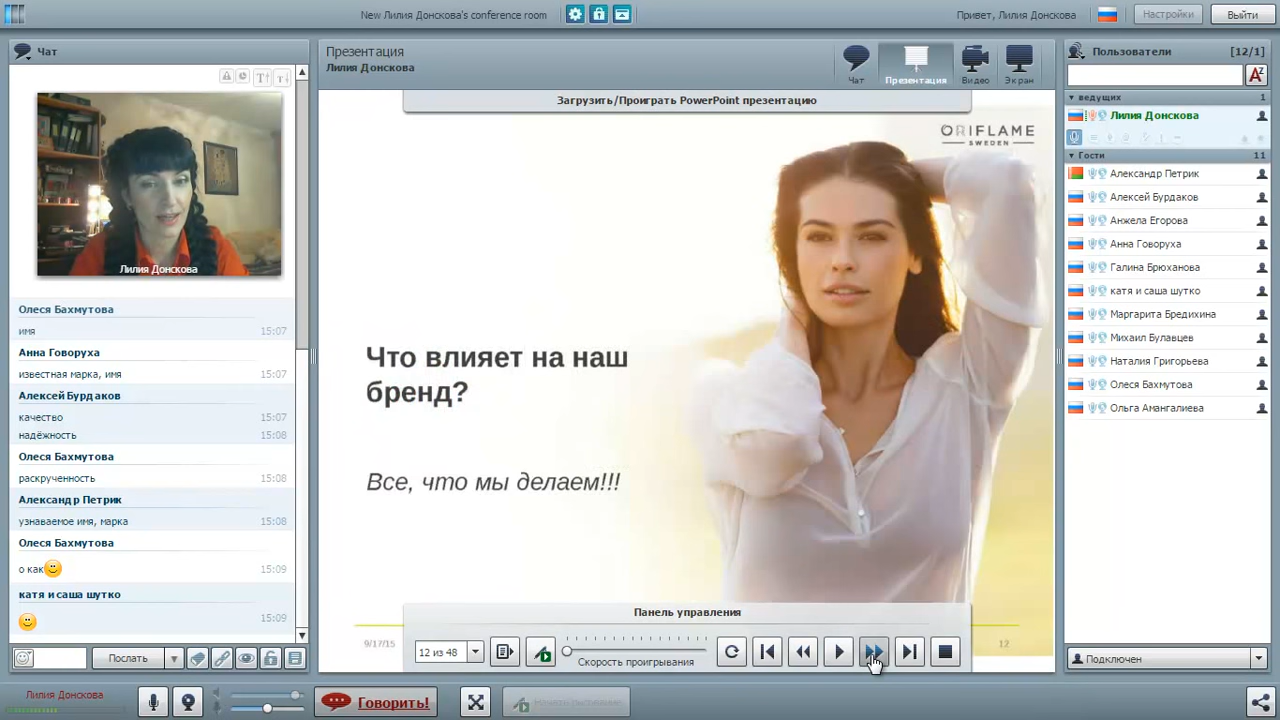 New Лилия Донскова's conference room
Привет, Лилия Донскова
Настройки
Выйти
Чат
Лилия Донскова
Олеся Бахмутова
имя 15:07
Анна Говоруха
известная марка, имя 15:07
Алексей Бурдаков
качество 15:07
надёжность 15:08
Олеся Бахмутова
раскрученность 15:08
Александр Петрик
узнаваемое имя, марка 15:08
Олеся Бахмутова
о как 15:09
катя и саша шутко
15:09
Послать
Презентация
Лилия Донскова
Чат
Презентация
Видео
Экран
Загрузить/Проиграть PowerPoint презентацию
ORIFLAME
SWEDEN
Что влияет на наш
бренд?
Все, что мы делаем!!!
9/17/15
12
Панель управления
12 из 48
Скорость проигрывания
Пользователи [12/1]
ведущих 1
Лилия Донскова
Гости 11
Александр Петрик
Алексей Бурдаков
Анжела Егорова
Анна Говоруха
Галина Брюханова
катя и саша шутко
Маргарита Бредихина
Михаил Булавцев
Наталия Григорьева
Олеся Бахмутова
Ольга Амангалиева
Подключен
Лилия Донскова
Говорить!